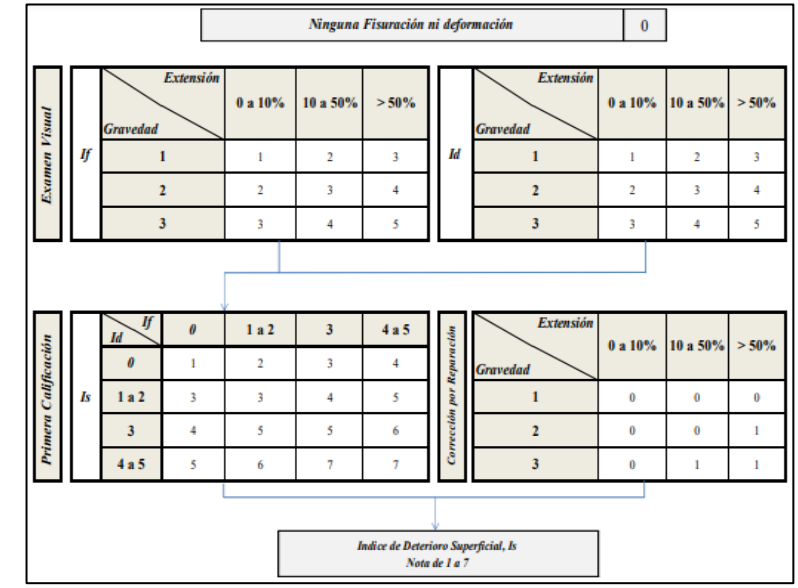 Ninguna Fisuración ni deformación 0
Examen Visual
If
Extensión
Gravedad
0 a 10% 10 a 50% > 50%
1 1 2 3
2 2 3 4
3 3 4 5
Id
Extensión
Gravedad
0 a 10% 10 a 50% > 50%
1 1 2 3
2 2 3 4
3 3 4 5
Primera Calificación
Is
If
Id
0 1 a 2 3 4 a 5
0 1 2 3 4
1 a 2 3 3 4 5
3 4 5 5 6
4 a 5 5 6 7 7
Corrección por Reparación
Extensión
Gravedad
0 a 10% 10 a 50% > 50%
1 0 0 0
2 0 0 1
3 0 1 1
Indice de Deterioro Superficial, Is
Nota de 1 a 7